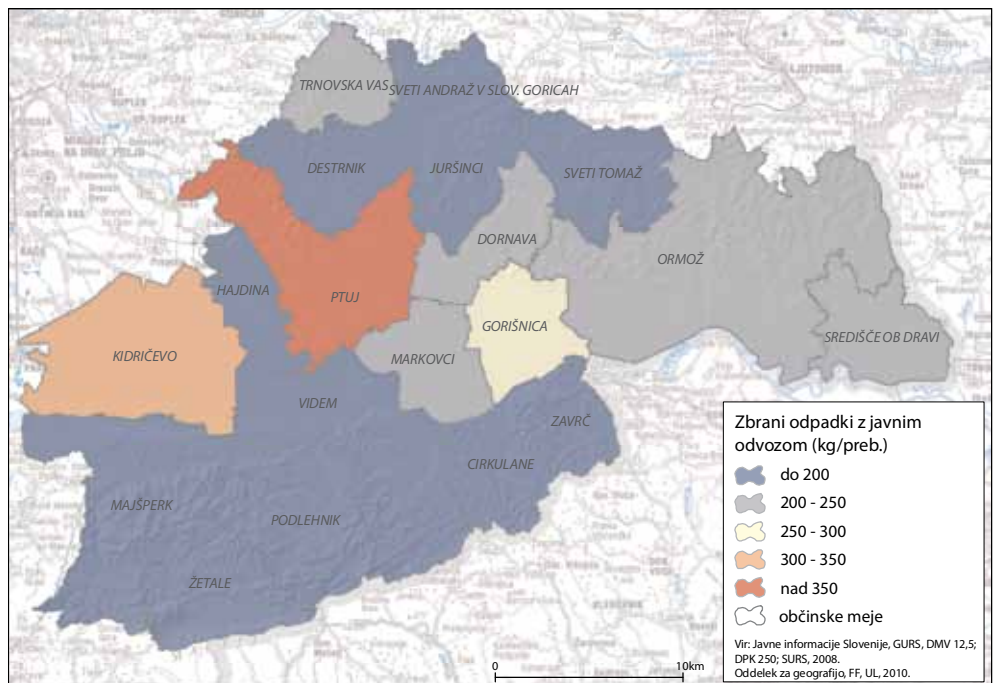 TRNOVSKA VAS
SVETI ANDRAŽ V SLOV. GORICAH
DESTRNIK
JURŠINCI
SVETI TOMAŽ
DORNAVA
ORMOŽ
HAJDINA
PTUJ
GORIŠNICA
SREDIŠČE OB DRAVI
KIDRIČEVO
MARKOVCI
VIDEM
ZAVRČ
CIRKULANE
MAJŠPERK
PODLEHNIK
ŽETALE
Zbrani odpadki z javnim
odvozom (kg/preb.)
do 200
200 - 250
250 - 300
300 - 350
nad 350
občinske meje
Vir: Javne informacije Slovenije, GURS, DMV 12,5;
DPK 250; SURS, 2008.
Oddelek za geografijo, FF, UL, 2010.
0 10km